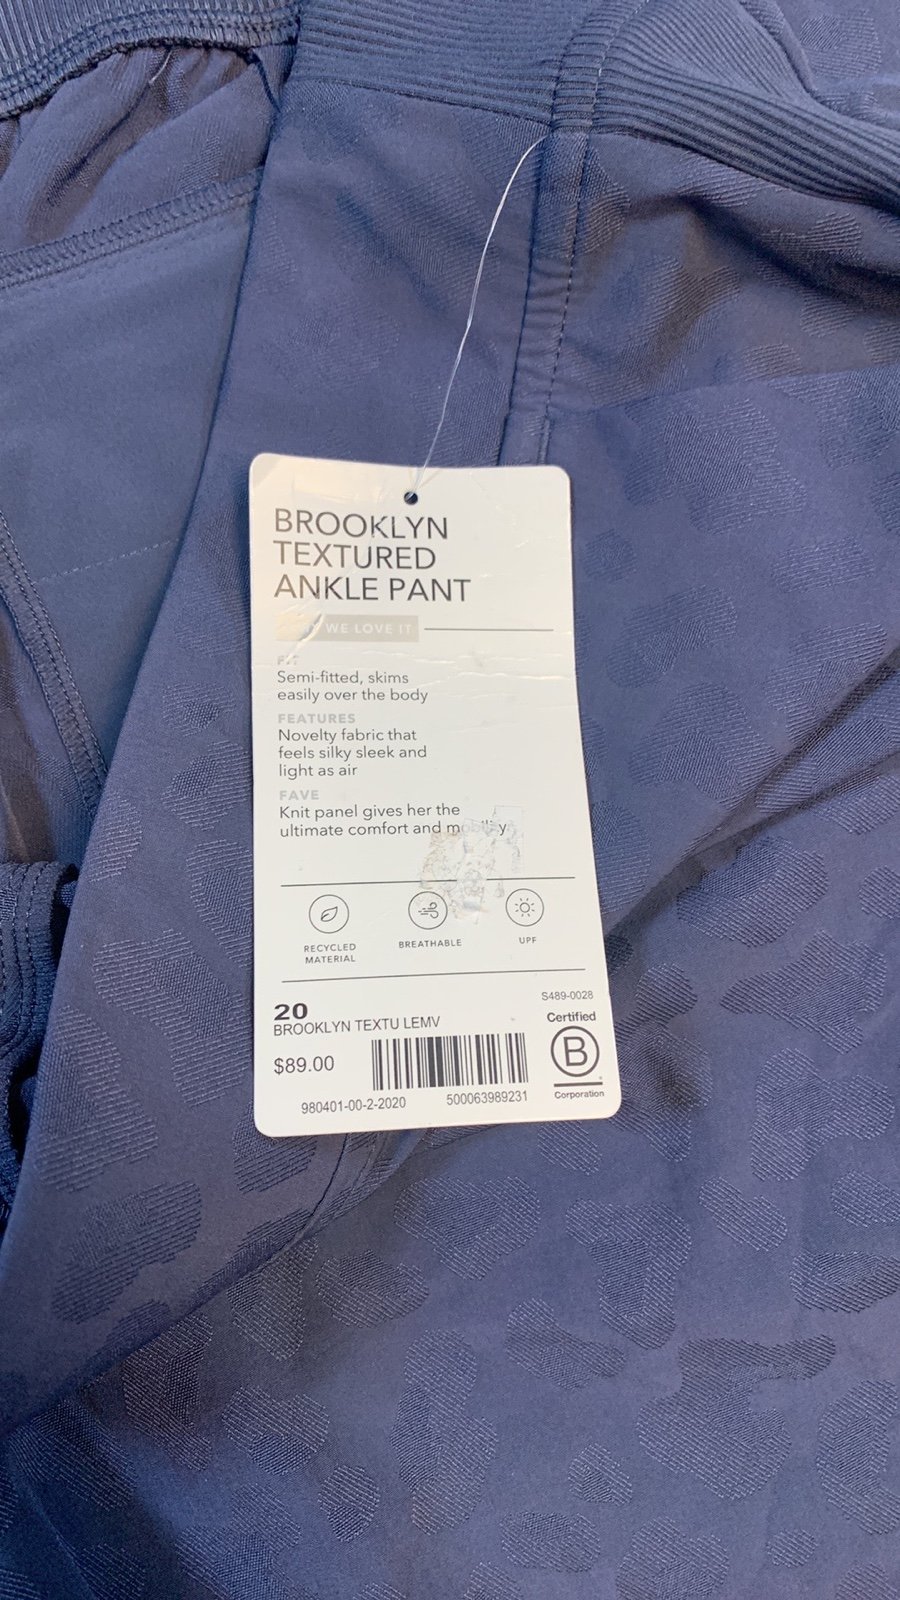 BROOKLYN
TEXTURED
ANKLE PANT
WE LOVE IT
FIT
Semi-fitted, skims
easily over the body
FEATURES
Novelty fabric that
feels silky sleek and
light as air
FAVE
Knit panel gives her the
ultimate comfort and mobility
RECYCLED
MATERIAL
BREATHABLE
UPF
S489-0028
20
BROOKLYN TEXTU LEMV
$89.00
980401-00-2-2020
500063989231
Certified
B
Corporation